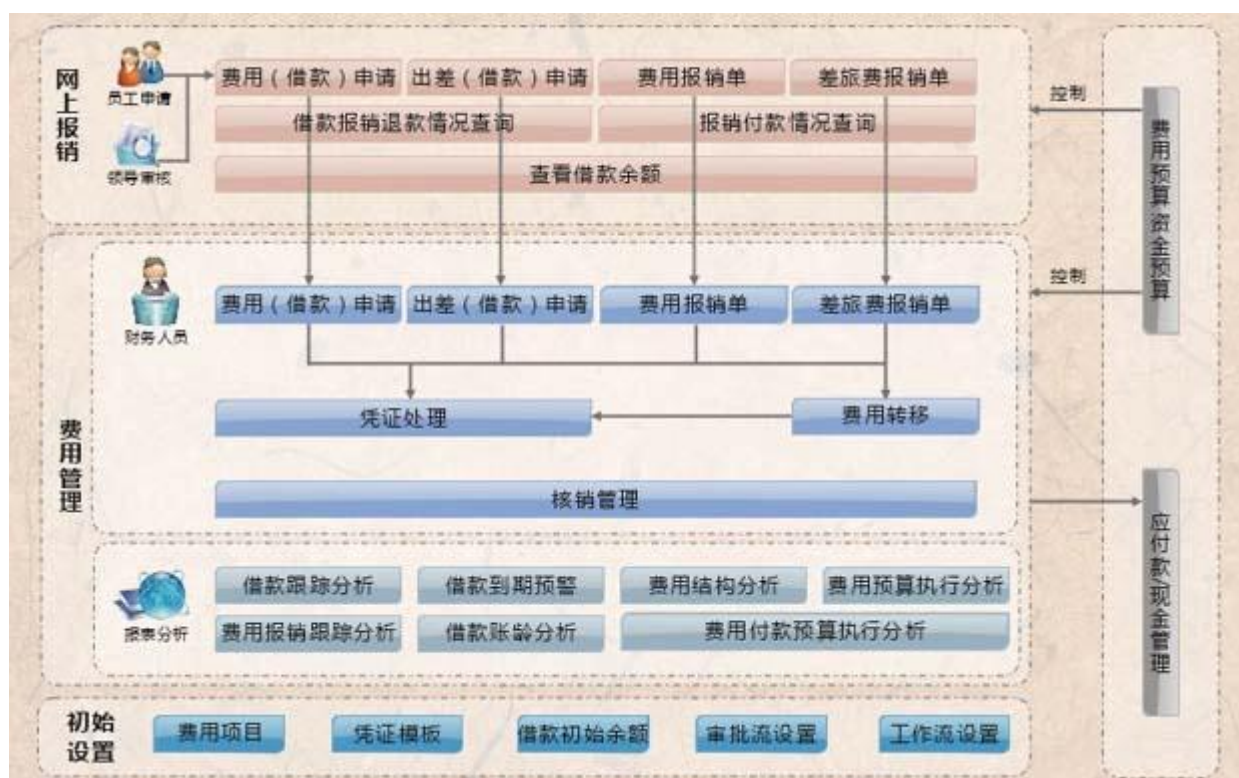 网上报销
员工申请
领导审核
费用（借款）申请
出差（借款）申请
费用报销单
差旅费报销单
借款报销退款情况查询
报销付款情况查询
查看借款余额
控制
费用预算 资金预算
费用管理
财务人员
费用（借款）申请
出差（借款）申请
费用报销单
差旅费报销单
控制
凭证处理
费用转移
核销管理
应付款/现金管理
报表分析
借款跟踪分析
借款到期预警
费用结构分析
费用预算执行分析
费用报销跟踪分析
借款账龄分析
费用付款预算执行分析
初始
设置
费用项目
凭证模板
借款初始余额
审批流设置
工作流设置